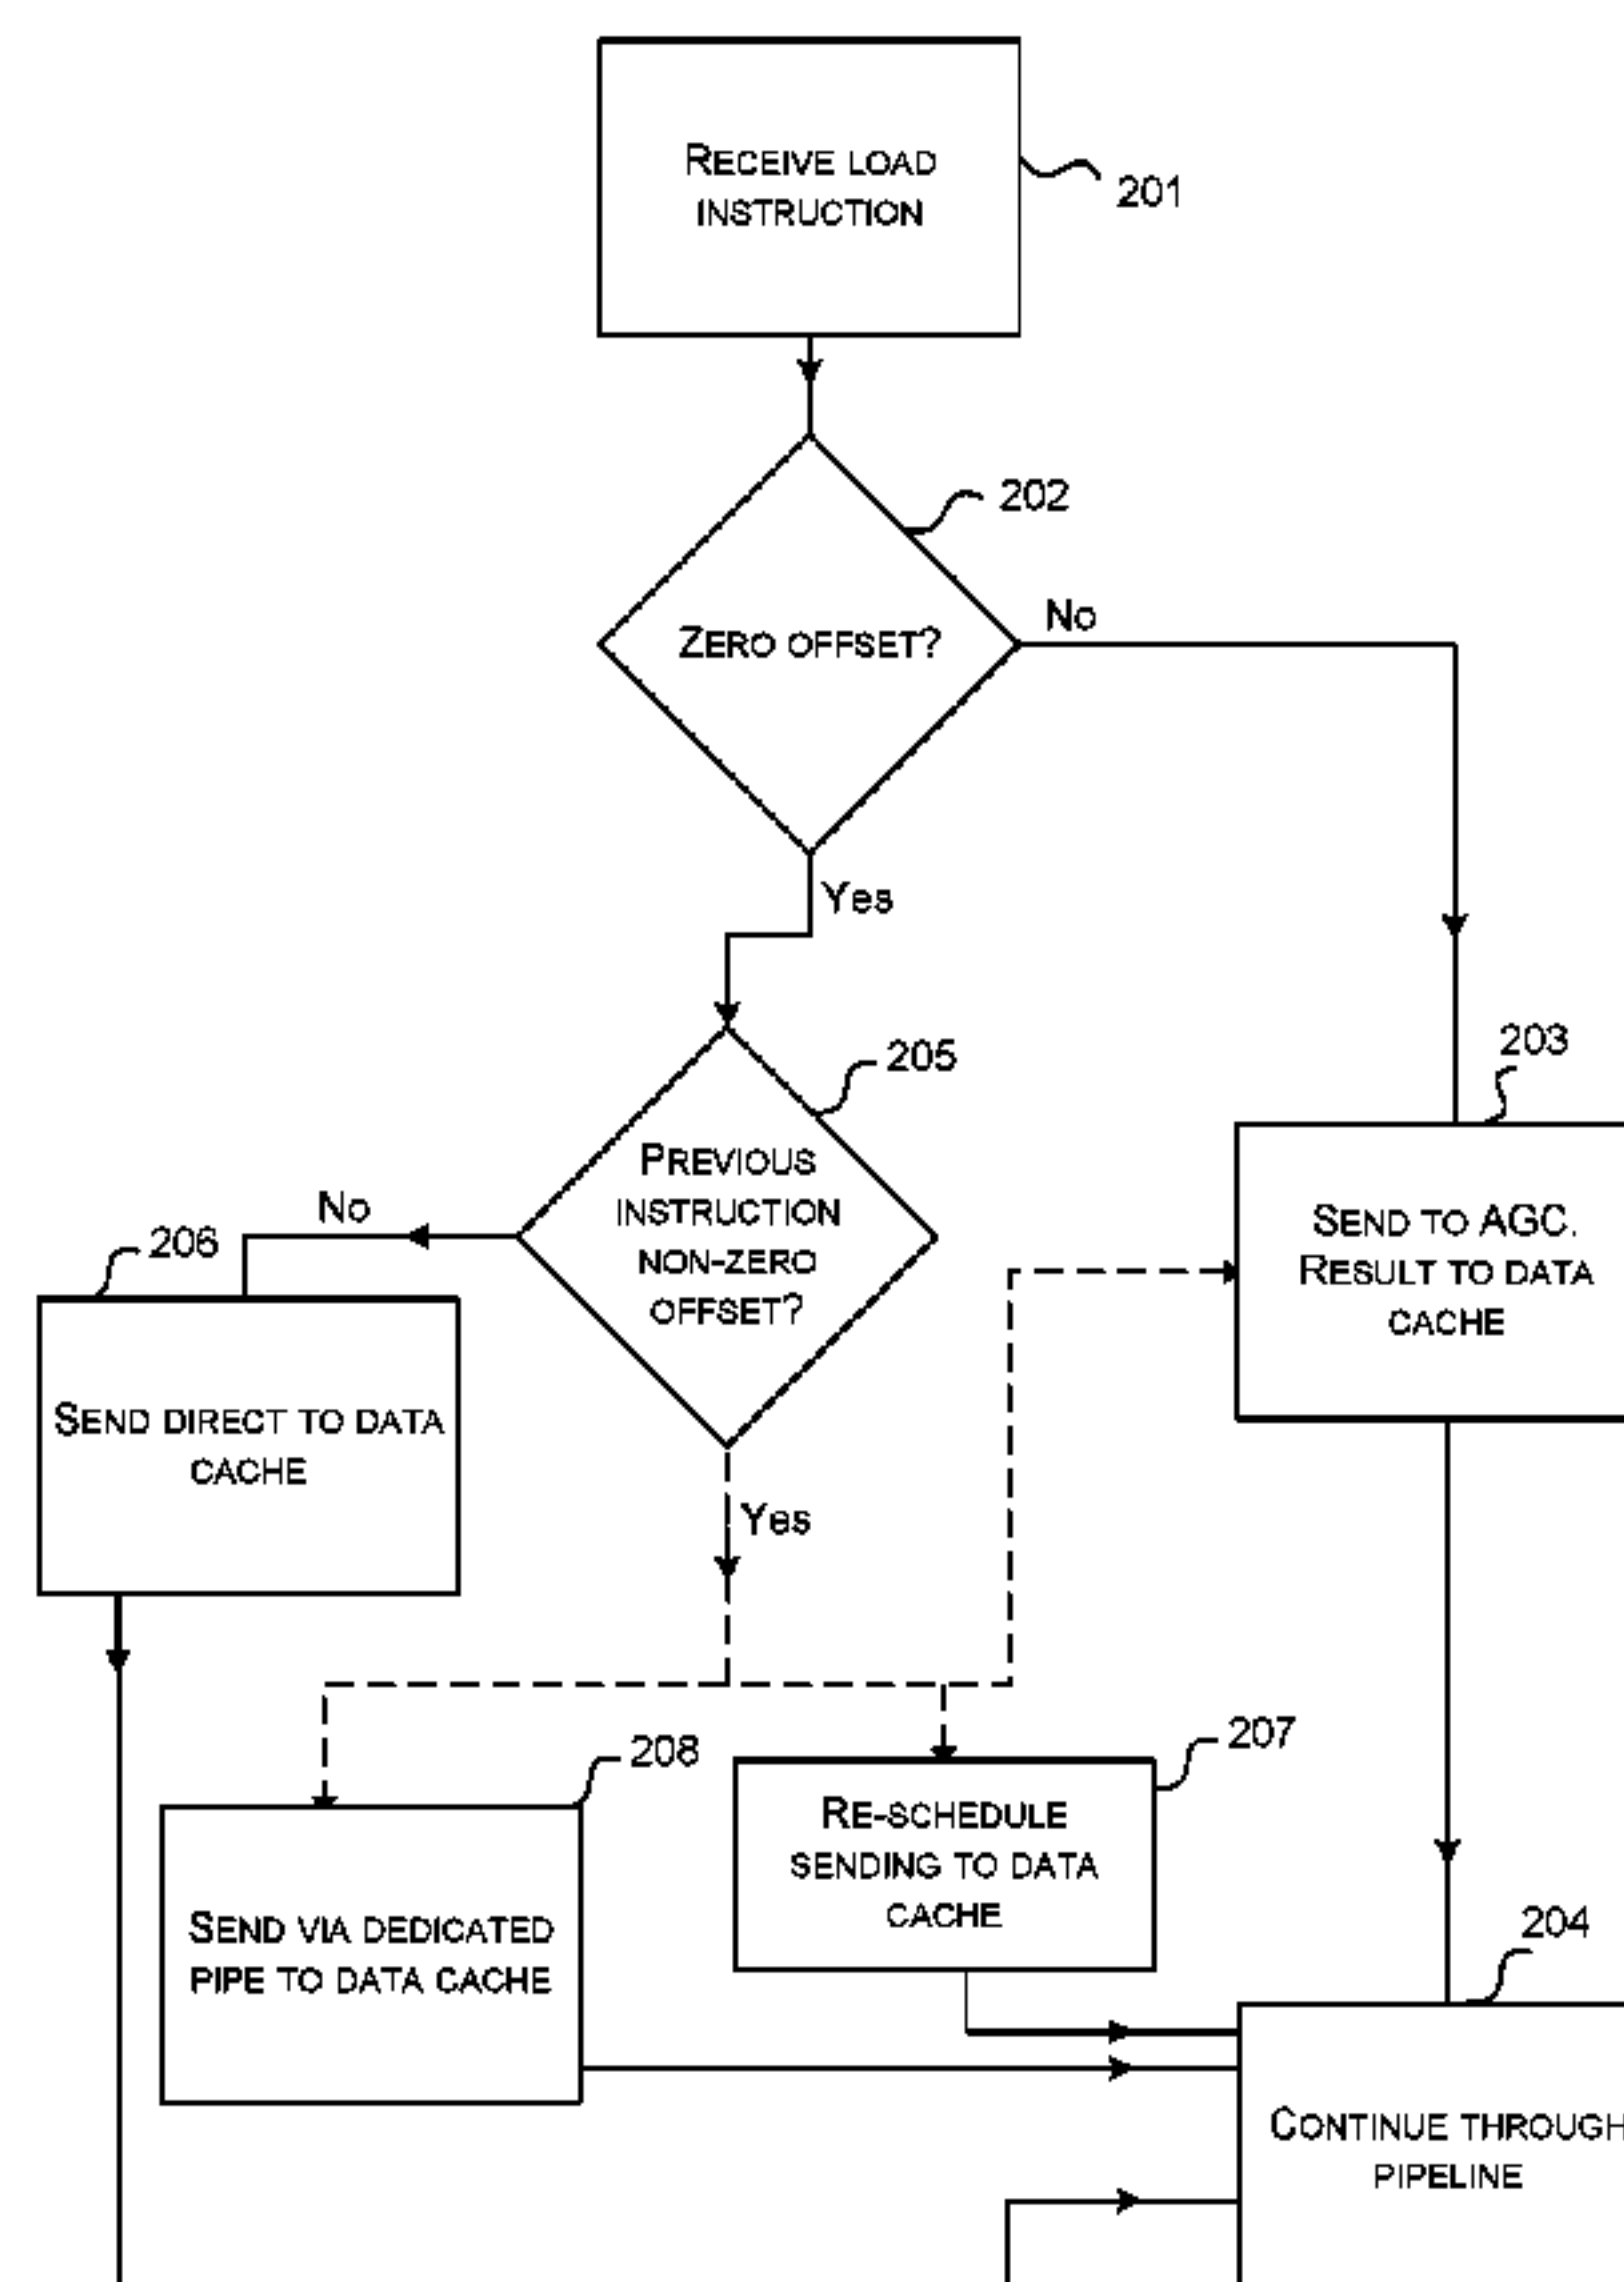 RECEIVE LOAD
INSTRUCTION
201
202
ZERO OFFSET?
No
Yes
203
205
PREVIOUS
INSTRUCTION
NON-ZERO
OFFSET?
No
206
SEND TO AGC.
RESULT TO DATA
CACHE
SEND DIRECT TO DATA
CACHE
Yes
207
208
RE-SCHEDULE
SENDING TO DATA
CACHE
SEND VIA DEDICATED
PIPE TO DATA CACHE
204
CONTINUE THROUGH
PIPELINE